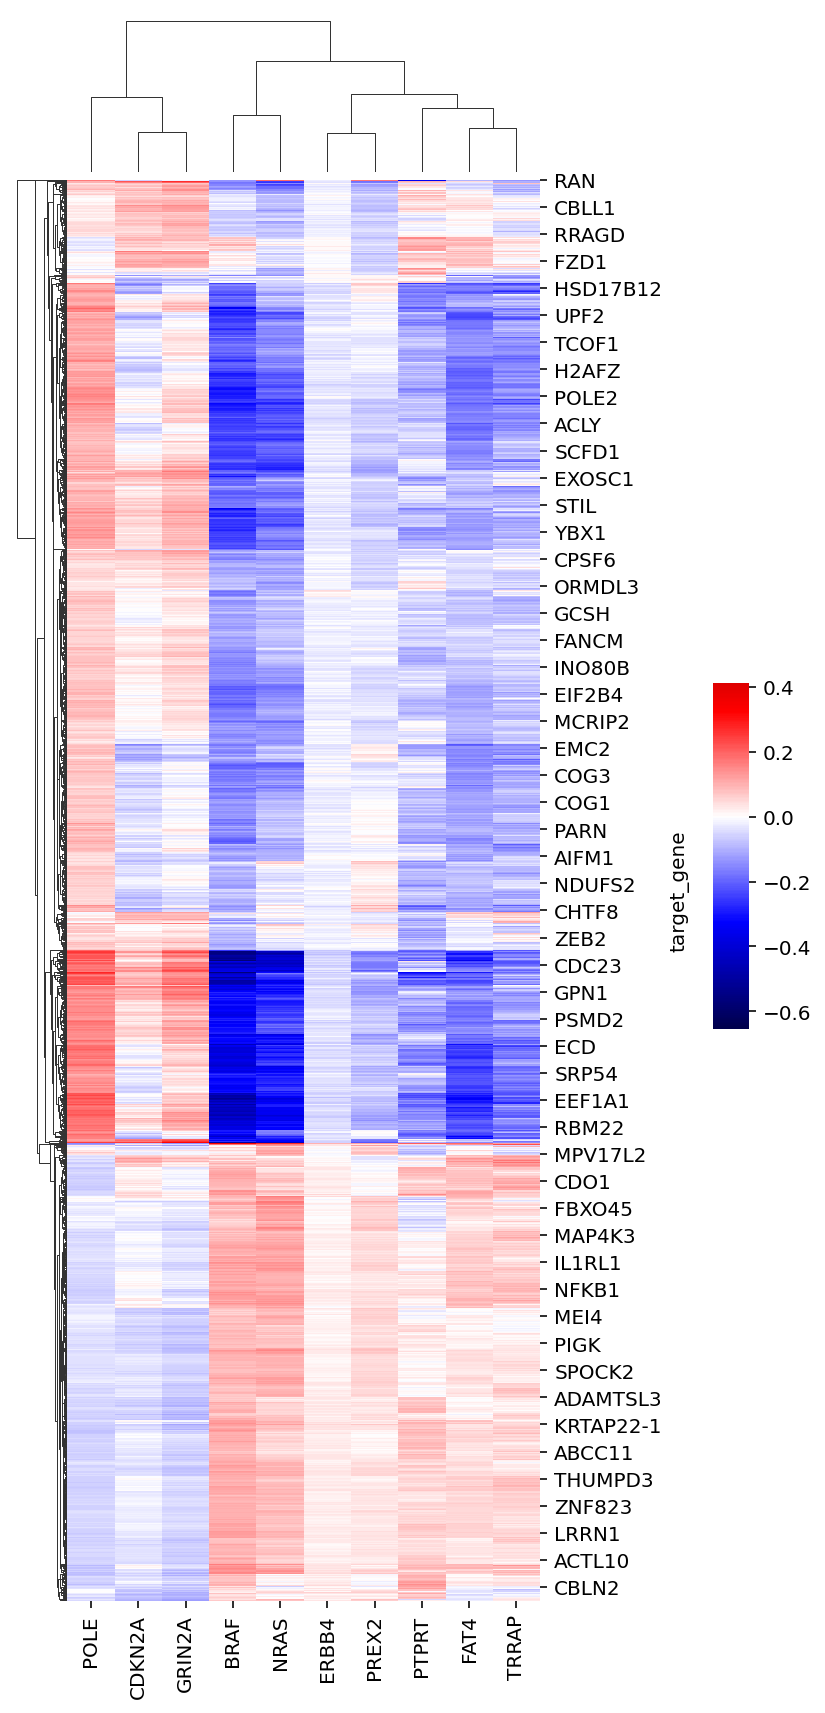 RAN
CBLL1
RRAGD
FZD1
HSD17B12
UPF2
TCOF1
H2AFZ
POLE2
ACLY
SCFD1
EXOSC1
STIL
YBX1
CPSF6
ORMDL3
GCSH
FANCM
INO80B
EIF2B4
MCRIP2
EMC2
COG3
COG1
PARN
AIFM1
NDUFS2
CHTF8
ZEB2
CDC23
GPN1
PSMD2
ECD
SRP54
EEF1A1
RBM22
MPV17L2
CDO1
FBXO45
MAP4K3
IL1RL1
NFKB1
MEI4
PIGK
SPOCK2
ADAMTSL3
KRTAP22-1
ABCC11
THUMPD3
ZNF823
LRRN1
ACTL10
CBLN2
target_gene
0.4
0.2
0.0
−0.2
−0.4
−0.6
POLE
CDKN2A
GRIN2A
BRAF
NRAS
ERBB4
PREX2
PTPRT
FAT4
TRRAP